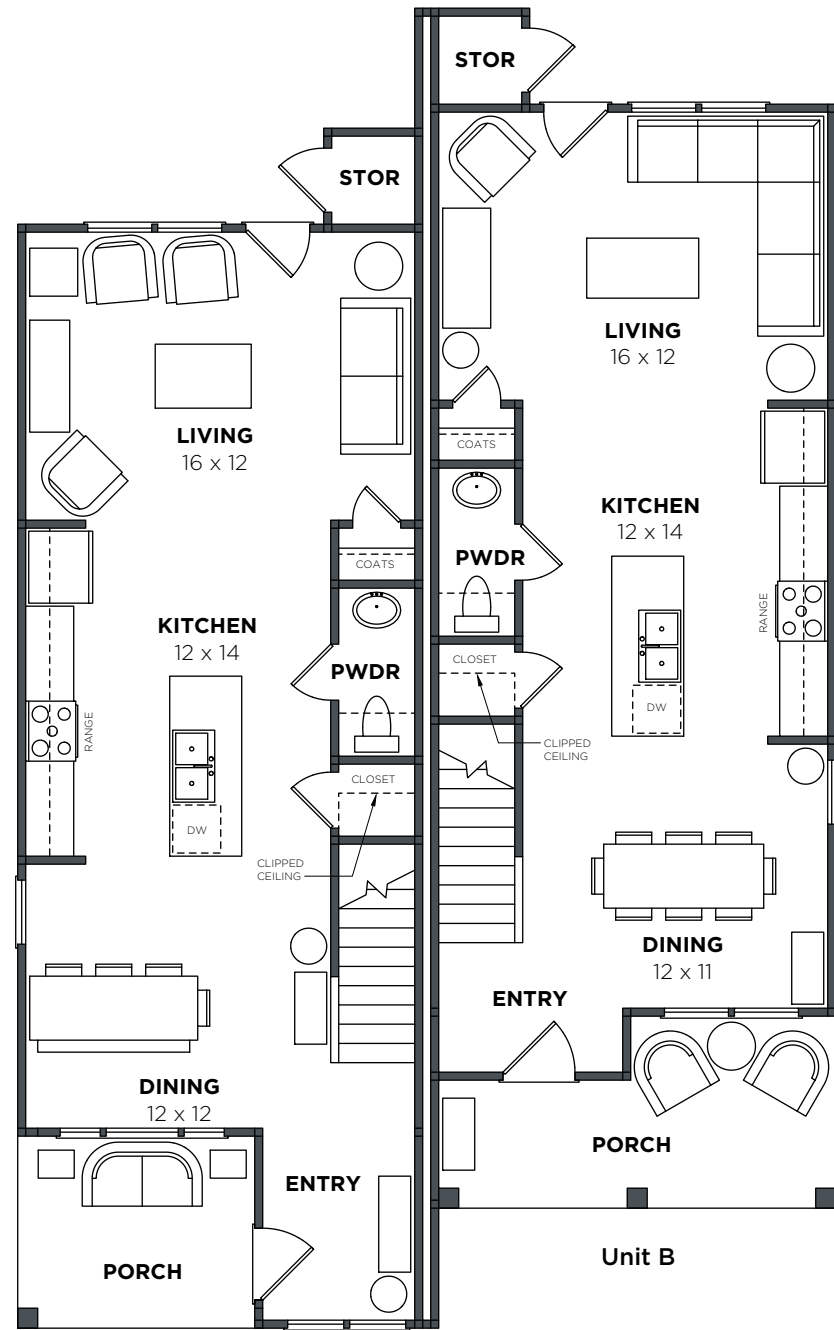 STOR
LIVING
16 x 12
COATS
KITCHEN
12 x 14
RANGE
PWDR
CLOSET
DW
CLIPPED
CEILING
DINING
12 x 12
ENTRY
PORCH
STOR
LIVING
16 x 12
COATS
KITCHEN
12 x 14
RANGE
PWDR
CLOSET
DW
CLIPPED
CEILING
DINING
12 x 11
ENTRY
PORCH
Unit B